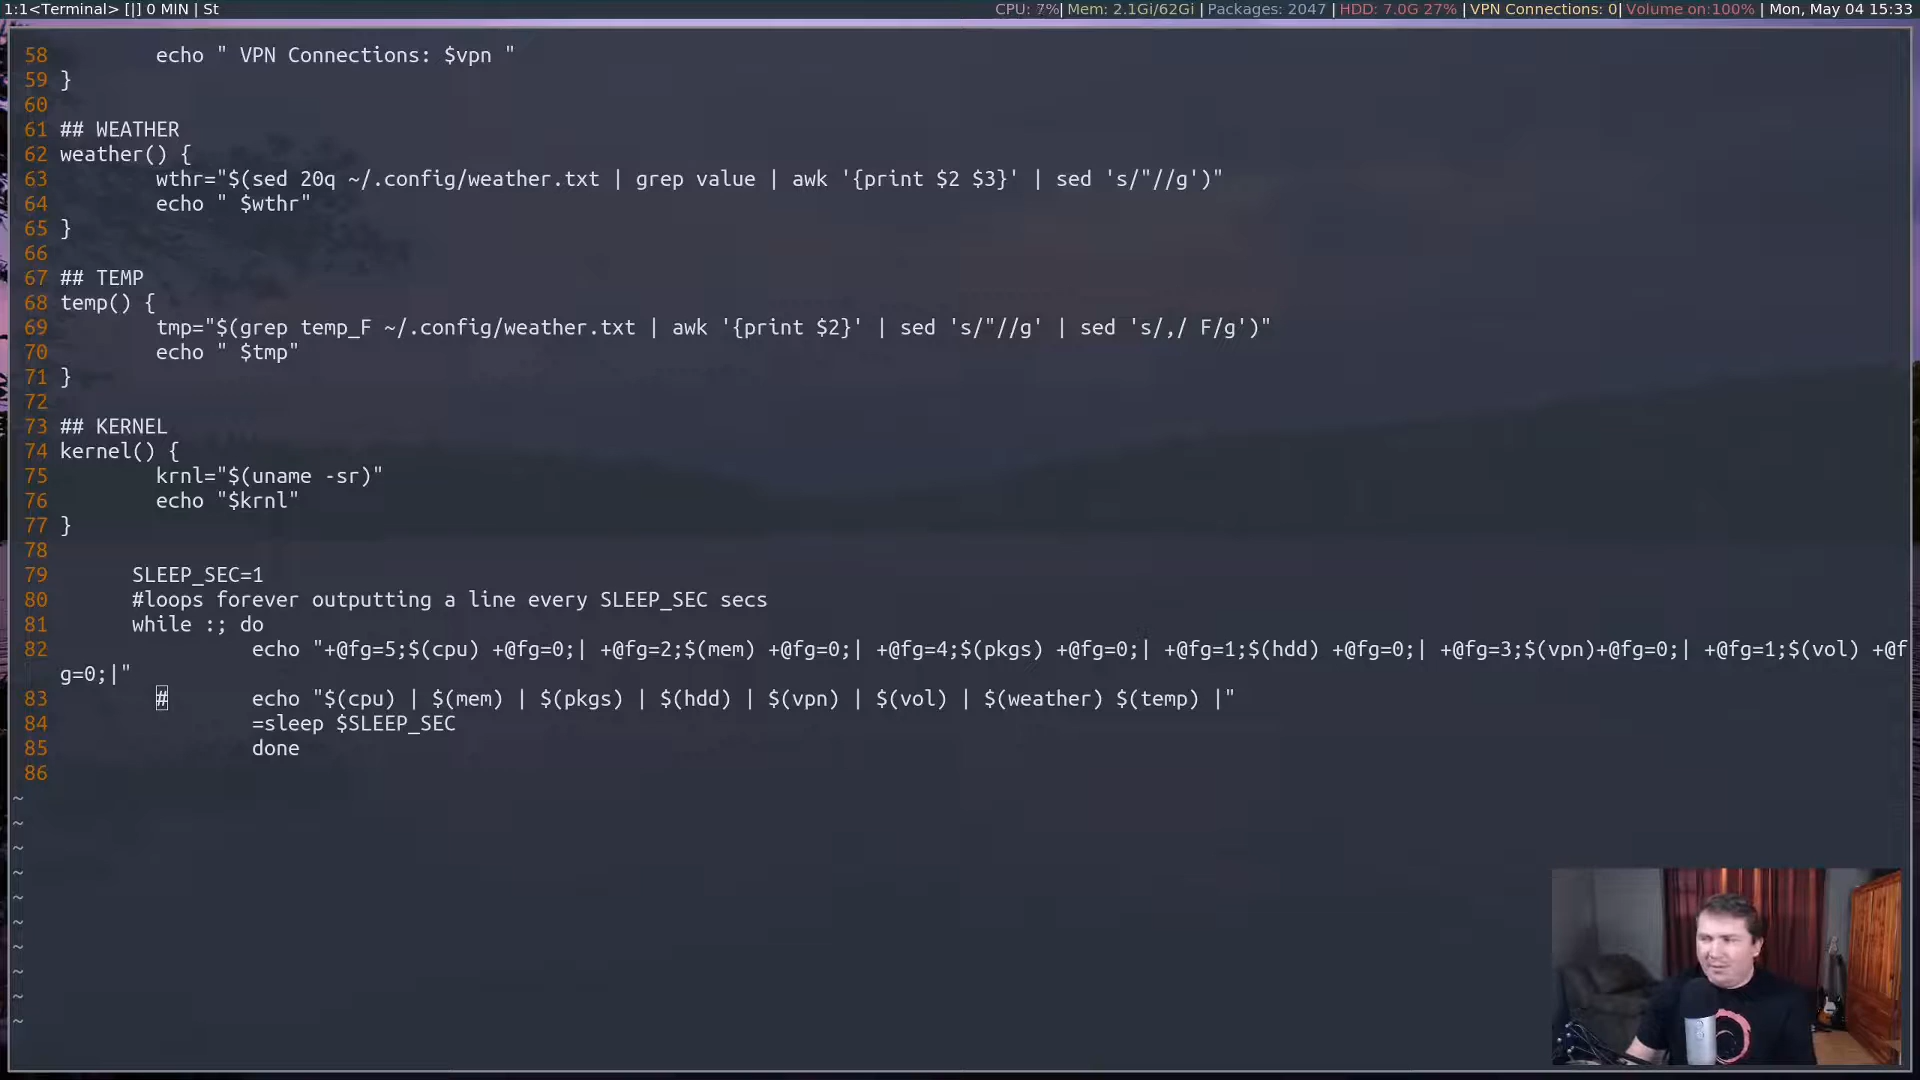 1:1<Terminal> [|] 0 MIN | St CPU: 7%| Mem: 2.1Gi/62Gi | Packages: 2047 | HDD: 7.0G 27% | VPN Connections: 0| Volume on:100% | Mon, May 04 15:33
58 echo " VPN Connections: $vpn "
59 }
60
61 ## WEATHER
62 weather() {
63 wthr="$(sed 20q ~/.config/weather.txt | grep value | awk '{print $2 $3}' | sed 's/"//g')"
64 echo " $wthr"
65 }
66
67 ## TEMP
68 temp() {
69 tmp="$(grep temp_F ~/.config/weather.txt | awk '{print $2}' | sed 's/"//g' | sed 's/,/ F/g')"
70 echo " $tmp"
71 }
72
73 ## KERNEL
74 kernel() {
75 krnl="$(uname -sr)"
76 echo "$krnl"
77 }
78
79 SLEEP_SEC=1
80 #loops forever outputting a line every SLEEP_SEC secs
81 while :; do
82 echo "+@fg=5;$(cpu) +@fg=0;| +@fg=2;$(mem) +@fg=0;| +@fg=4;$(pkgs) +@fg=0;| +@fg=1;$(hdd) +@fg=0;| +@fg=3;$(vpn)+@fg=0;| +@fg=1;$(vol) +@f
g=0;|"
83 # echo "$(cpu) | $(mem) | $(pkgs) | $(hdd) | $(vpn) | $(vol) | $(weather) $(temp) |"
84 =sleep $SLEEP_SEC
85 done
86
~
~
~
~
~
~
~
~
~
~